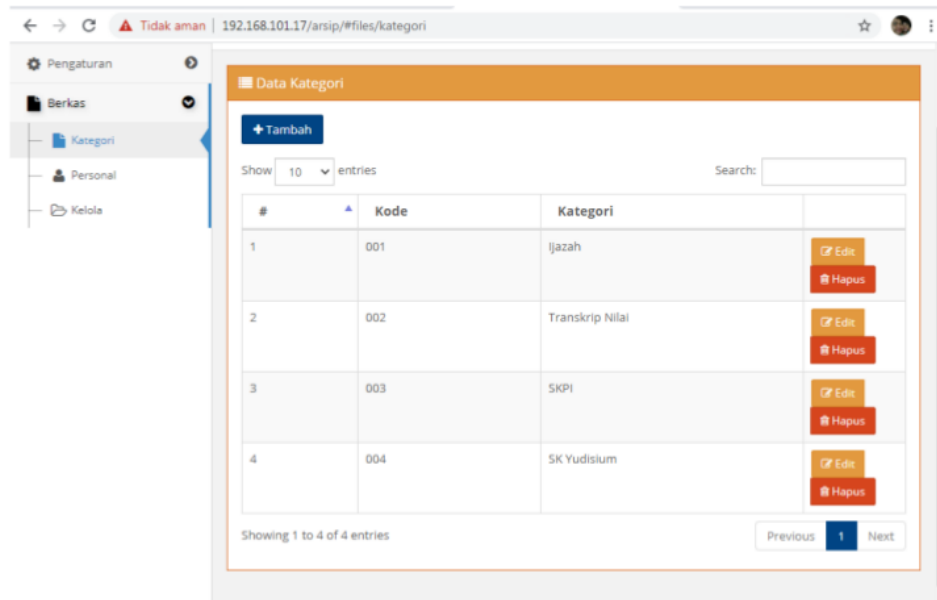 Tidak aman | 192.168.101.17/arsip/#files/kategori
Pengaturan
Berkas
Kategori
Personal
Kelola
Data Kategori
+ Tambah
Show 10 entries Search:
# Kode Kategori
1 001 Ijazah Edit
Hapus
2 002 Transkrip Nilai Edit
Hapus
3 003 SKPI Edit
Hapus
4 004 SK Yudisium Edit
Hapus
Showing 1 to 4 of 4 entries Previous 1 Next